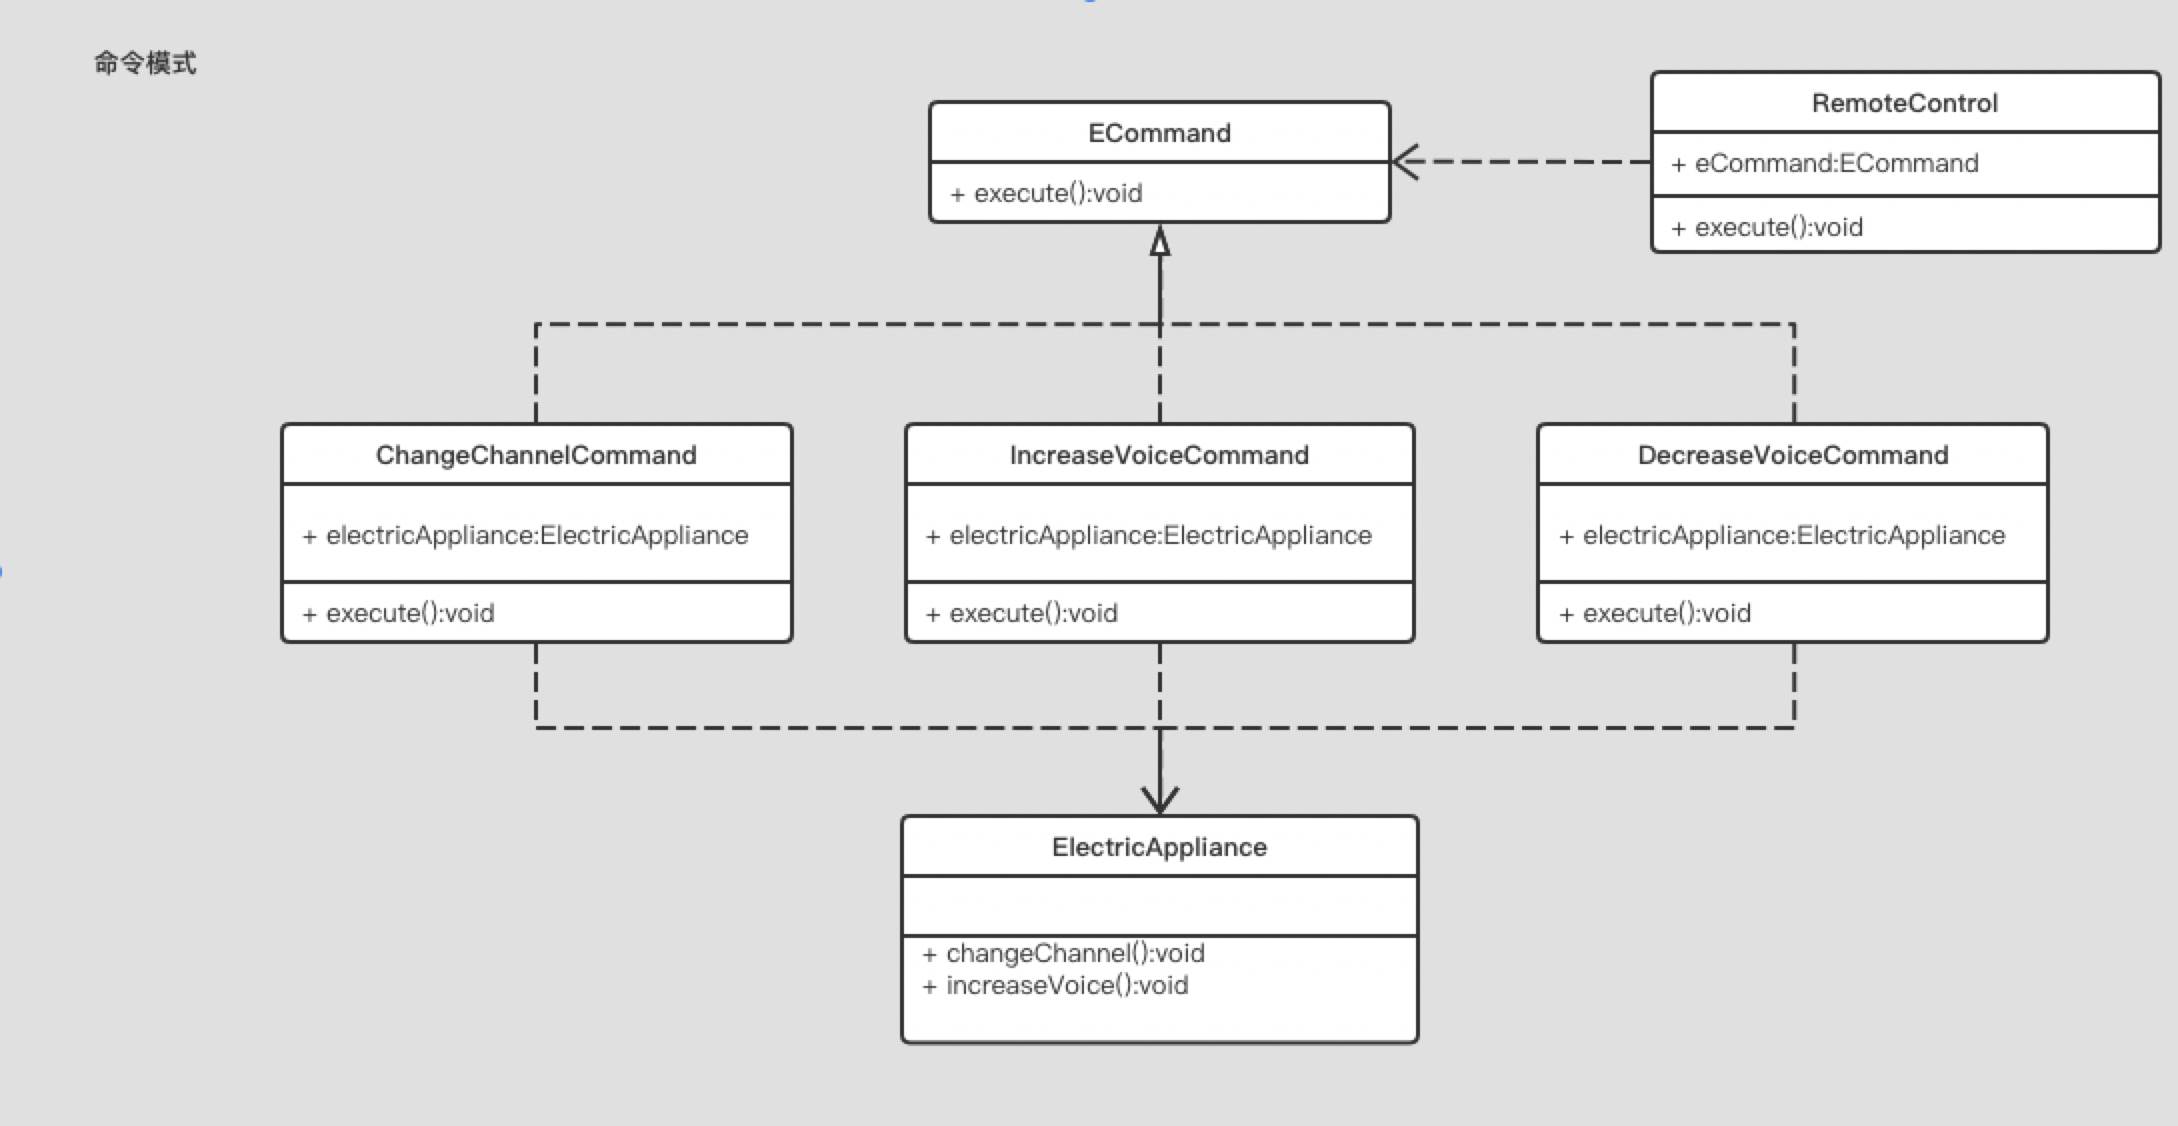 命令模式
ECommand
+ execute():void
RemoteControl
+ eCommand:ECommand
+ execute():void
ChangeChannelCommand
+ electricAppliance:ElectricAppliance
+ execute():void
IncreaseVoiceCommand
+ electricAppliance:ElectricAppliance
+ execute():void
DecreaseVoiceCommand
+ electricAppliance:ElectricAppliance
+ execute():void
ElectricAppliance
+ changeChannel():void
+ increaseVoice():void